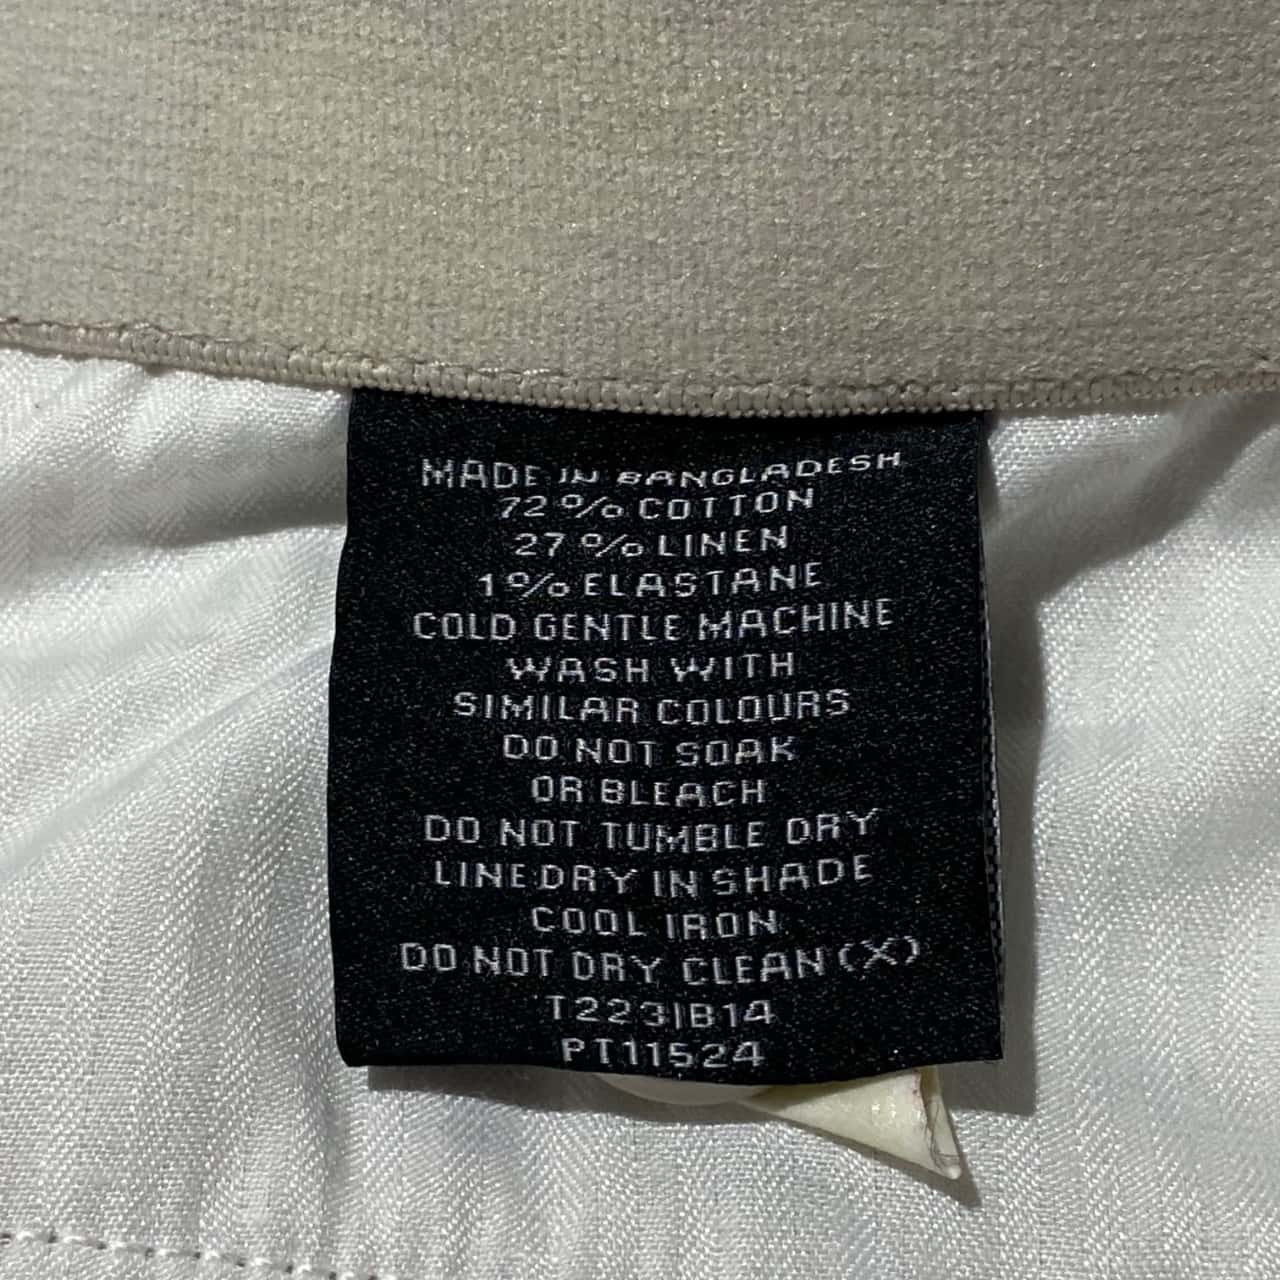 MADE IN BANGLADESH
72% COTTON
27% LINEN
1% ELASTANE
COLD GENTLE MACHINE
WASH WITH
SIMILAR COLOURS
DO NOT SOAK
OR BLEACH
DO NOT TUMBLE DRY
LINE DRY IN SHADE
COOL IRON
DO NOT DRY CLEAN (X)
T223IB14
PT11524